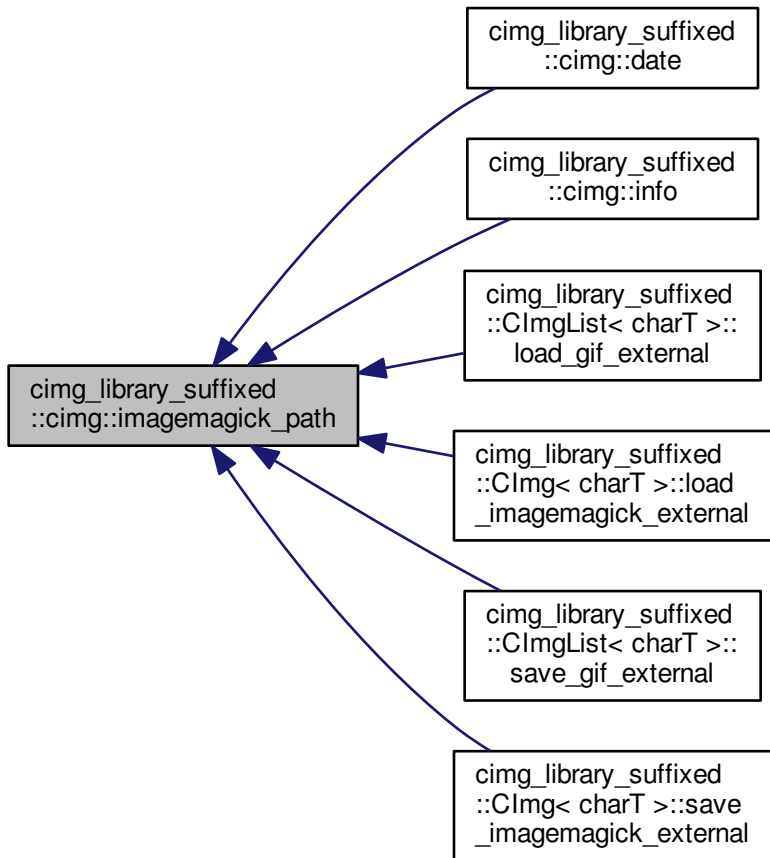 cimg_library_suffixed
::cimg::date
cimg_library_suffixed
::cimg::info
cimg_library_suffixed
::CImgList< charT >::
load_gif_external
cimg_library_suffixed
::cimg::imagemagick_path
cimg_library_suffixed
::CImg< charT >::load
_imagemagick_external
cimg_library_suffixed
::CImgList< charT >::
save_gif_external
cimg_library_suffixed
::CImg< charT >::save
_imagemagick_external